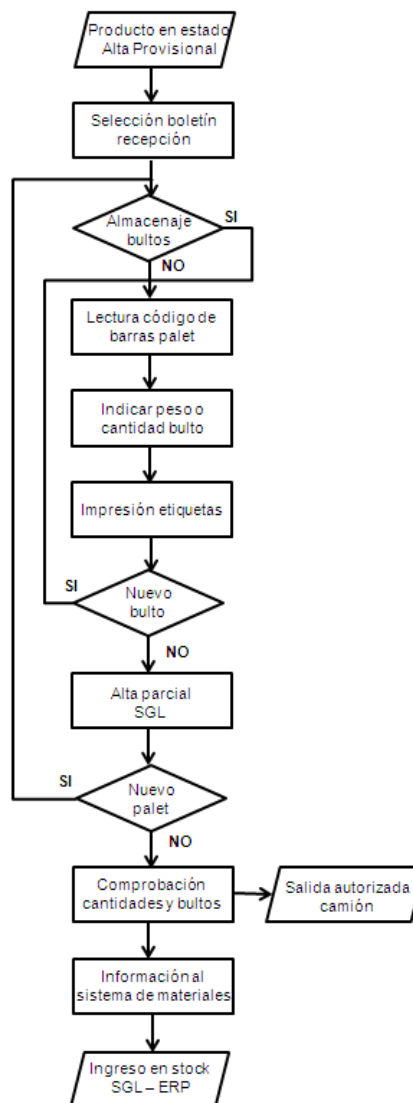 Producto en estado
Alta Provisional
Selección boletín
recepción
Almacenaje
bultos
SI
NO
Lectura código de
barras palet
Indicar peso o
cantidad bulto
Impresión etiquetas
SI
Nuevo
bulto
NO
Alta parcial
SGL
SI
Nuevo
palet
NO
Comprobación
cantidades y bultos
Salida autorizada
camión
Información al
sistema de materiales
Ingreso en stock
SGL – ERP